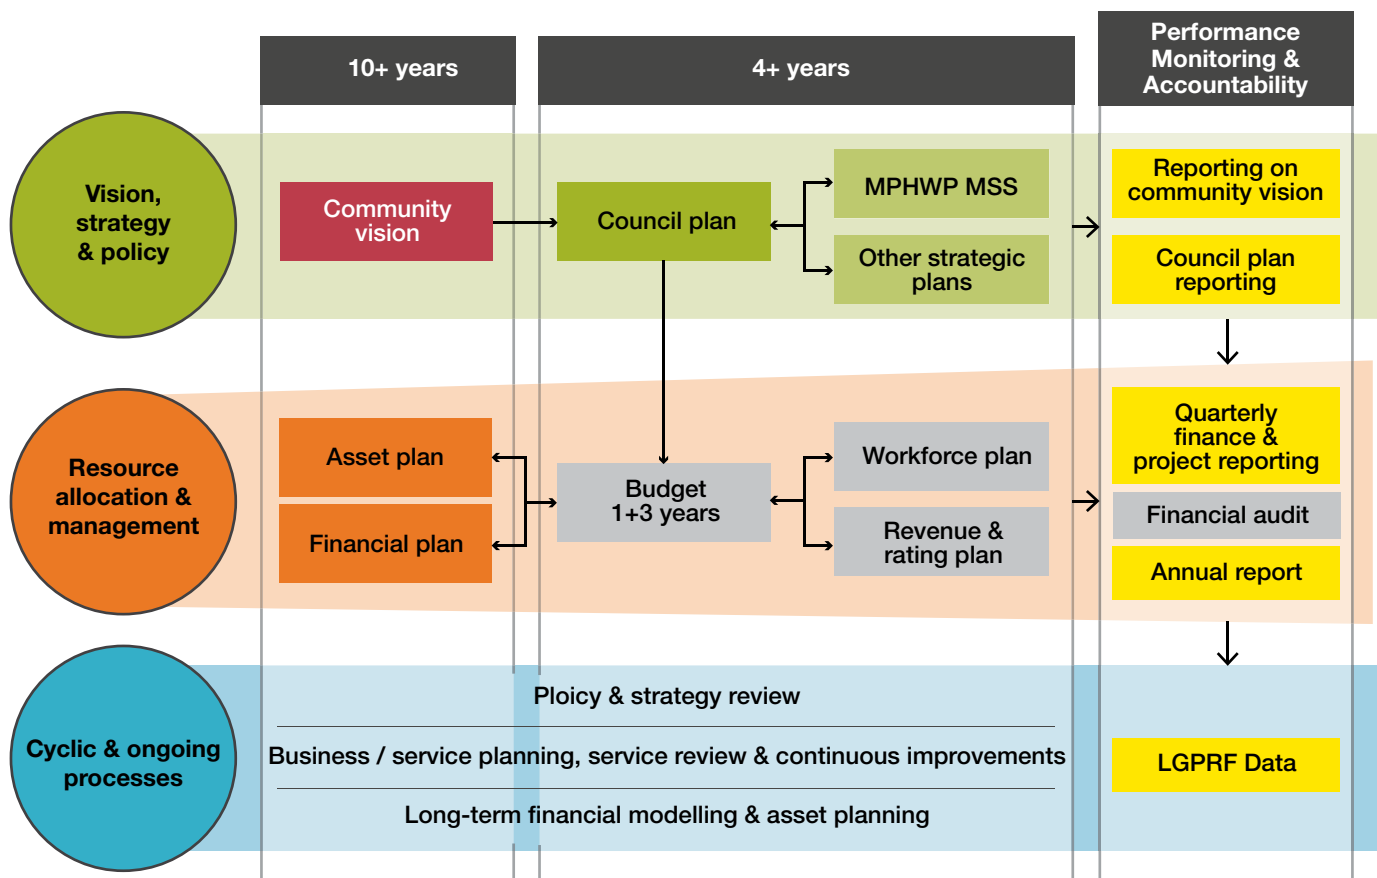 10+ years
4+ years
Performance
Monitoring &
Accountability
Vision,
strategy
& policy
Community
vision
Council plan
MPHWP MSS
Other strategic
plans
Reporting on
community vision
Council plan
reporting
Resource
allocation &
management
Asset plan
Financial plan
Budget
1+3 years
Workforce plan
Revenue &
rating plan
Quarterly
finance &
project reporting
Financial audit
Annual report
Cyclic & ongoing
processes
Ploicy & strategy review
Business / service planning, service review & continuous improvements
Long-term financial modelling & asset planning
LGPRF Data